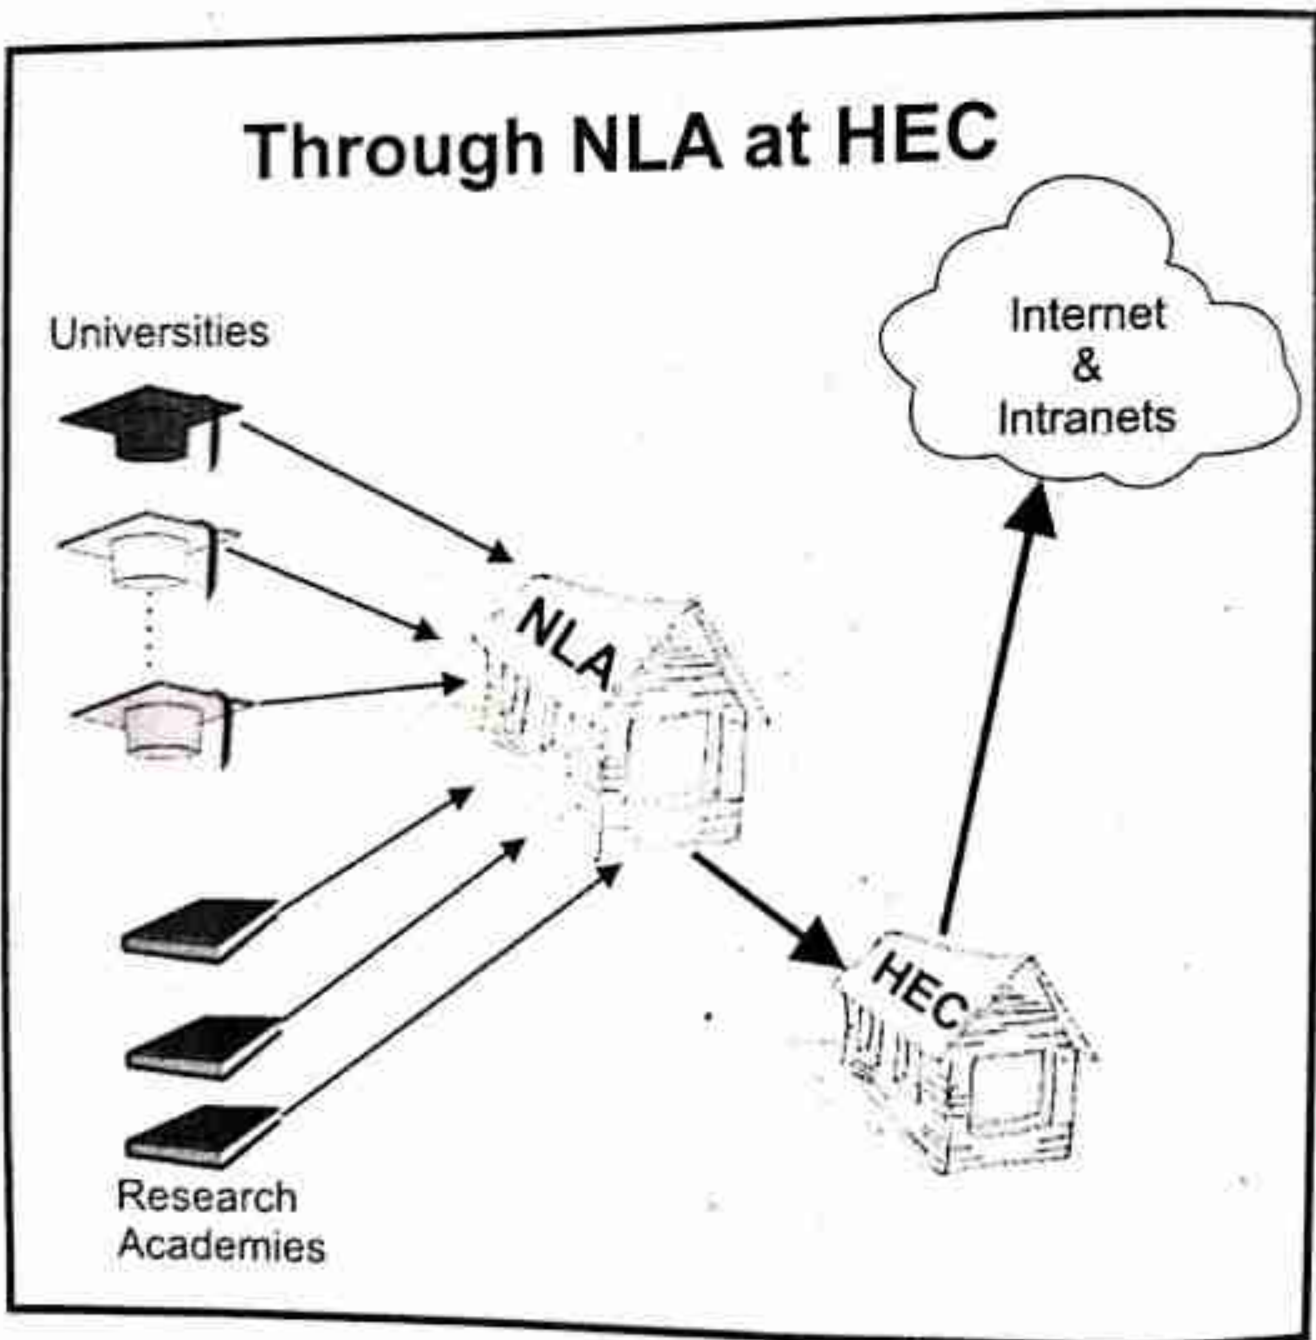 Through NLA at HEC
Universities
Internet
&
Intranets
NLA
HEC
Research
Academies